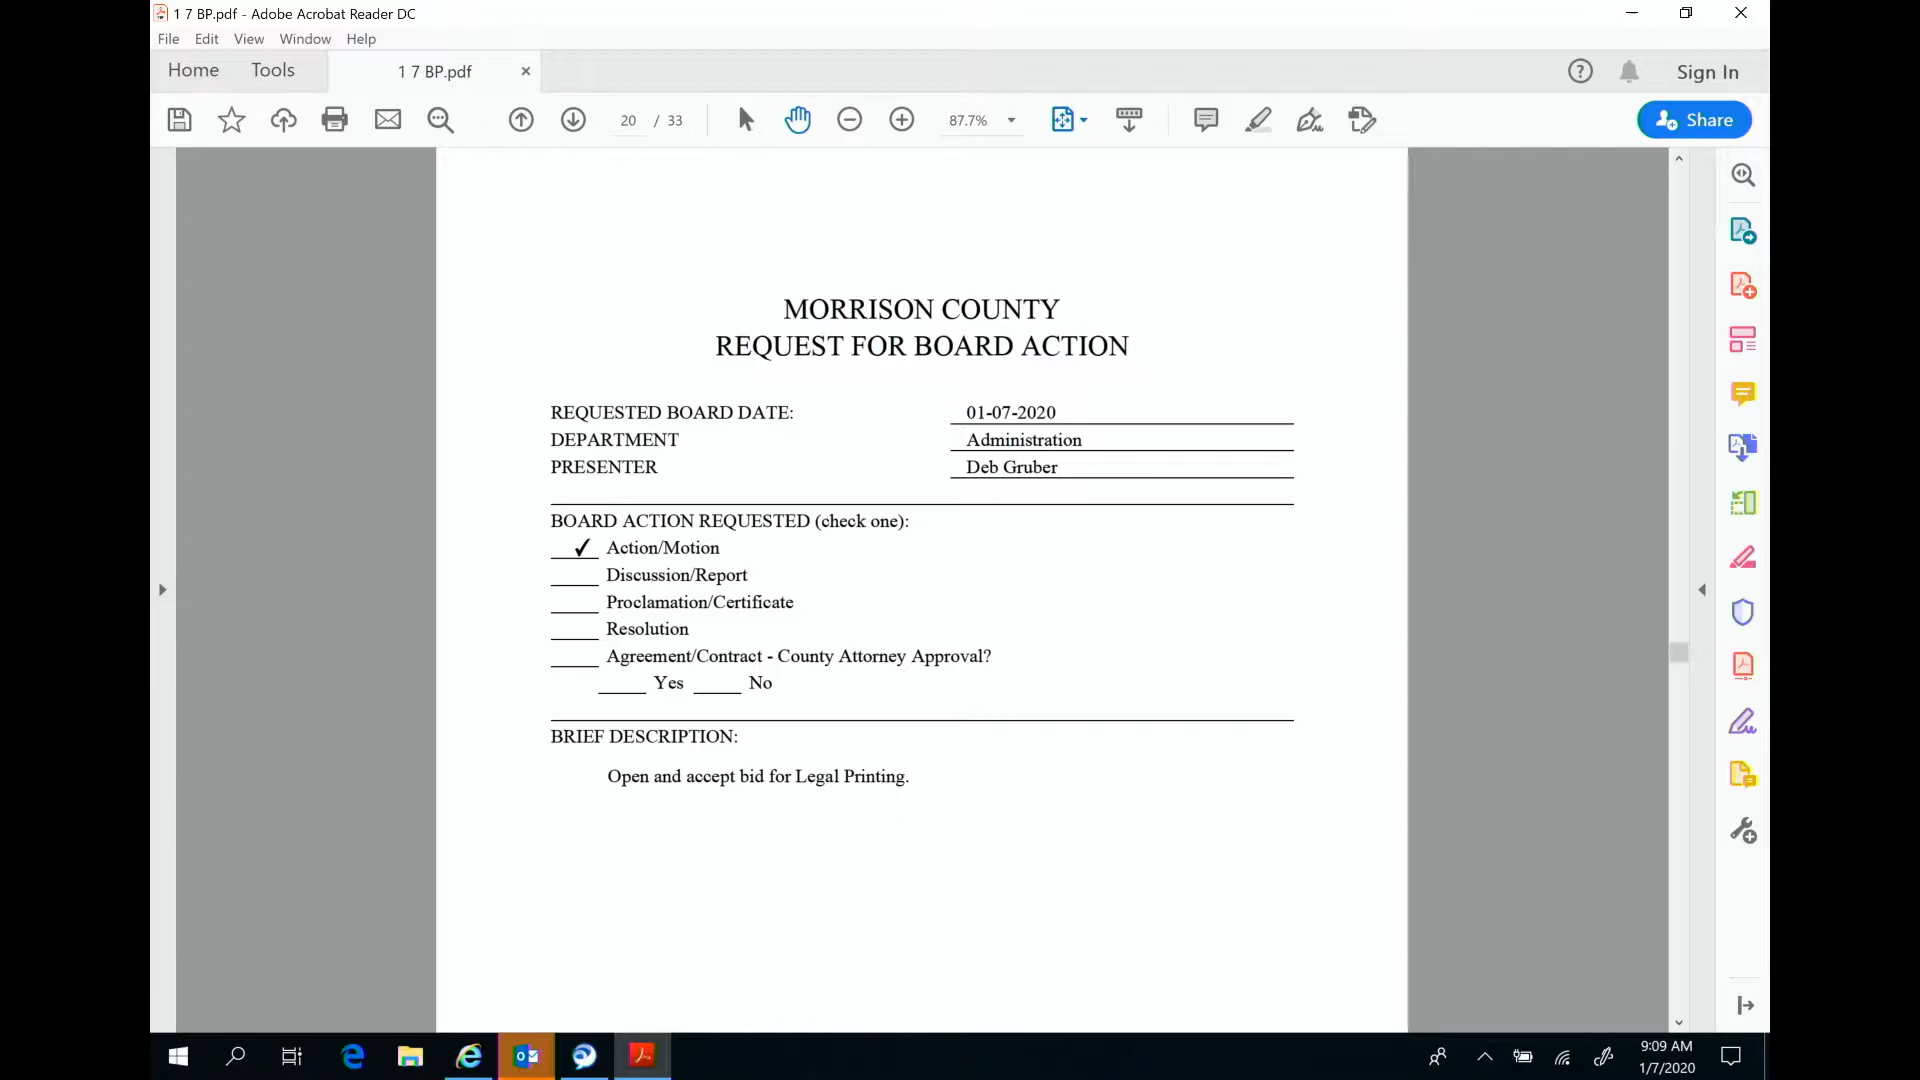 1 7 BP.pdf - Adobe Acrobat Reader DC
File Edit View Window Help
Home Tools 1 7 BP.pdf × Sign In
20 / 33 87.7% Share
MORRISON COUNTY
REQUEST FOR BOARD ACTION
REQUESTED BOARD DATE: 01-07-2020
DEPARTMENT Administration
PRESENTER Deb Gruber
BOARD ACTION REQUESTED (check one):
✓ Action/Motion
Discussion/Report
Proclamation/Certificate
Resolution
Agreement/Contract - County Attorney Approval?
Yes No
BRIEF DESCRIPTION:
Open and accept bid for Legal Printing.
9:09 AM
1/7/2020